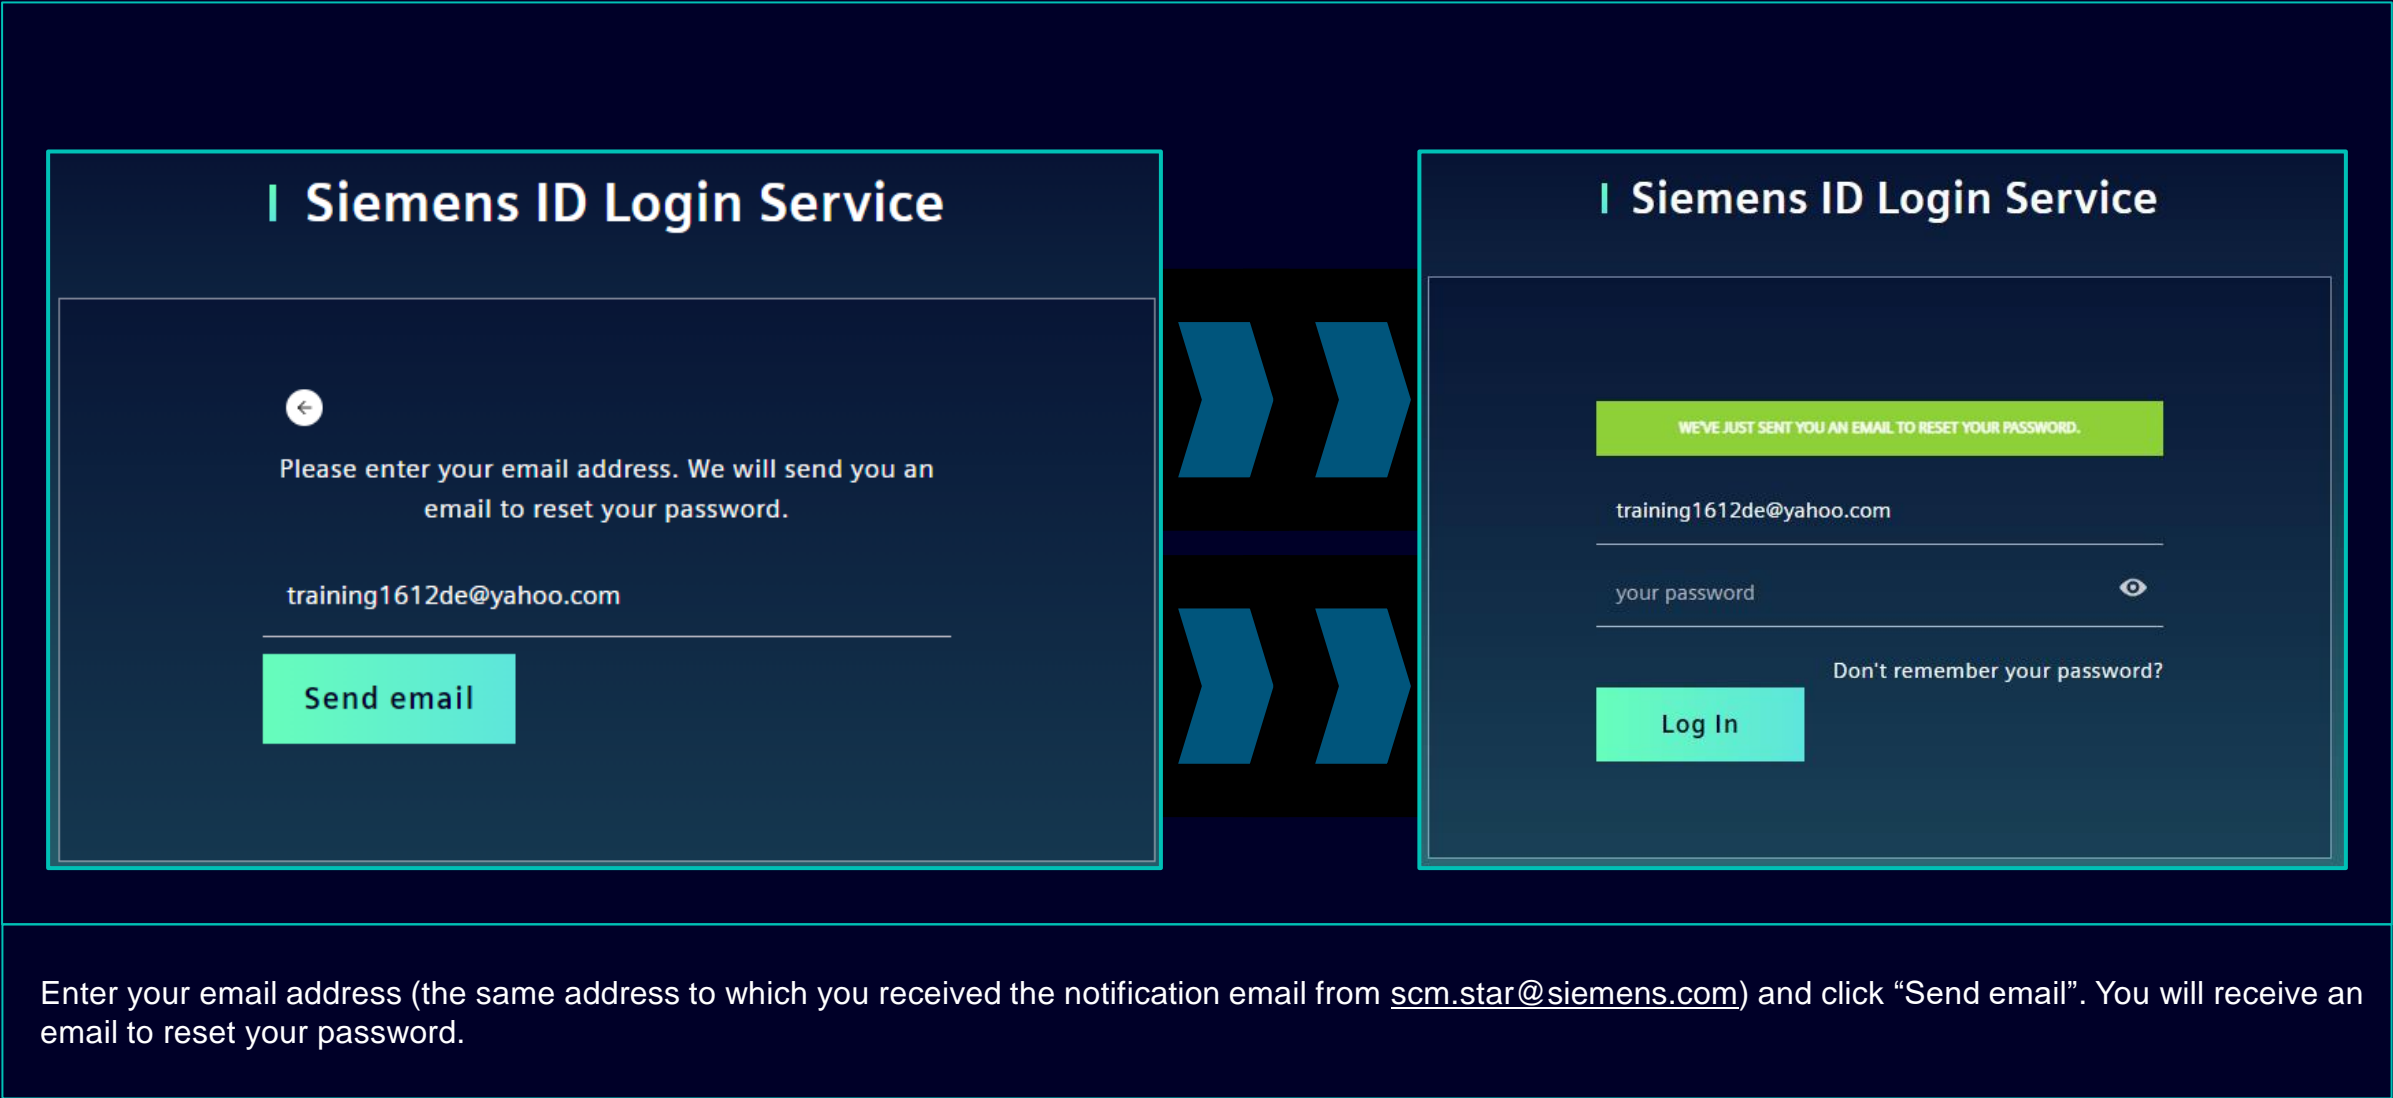 Siemens ID Login Service
Please enter your email address. We will send you an
email to reset your password.
training1612de@yahoo.com
Send email
Siemens ID Login Service
WE'VE JUST SENT YOU AN EMAIL TO RESET YOUR PASSWORD.
training1612de@yahoo.com
your password
Don't remember your password?
Log In
Enter your email address (the same address to which you received the notification email from scm.star@siemens.com) and click “Send email”. You will receive an
email to reset your password.